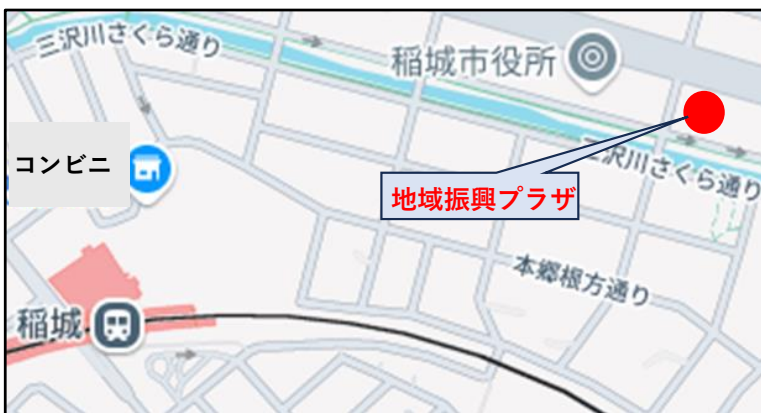 三沢川さくら通り
稲城市役所
コンビニ
三沢川さくら通り
地域振興プラザ
本郷根方通り
稲城